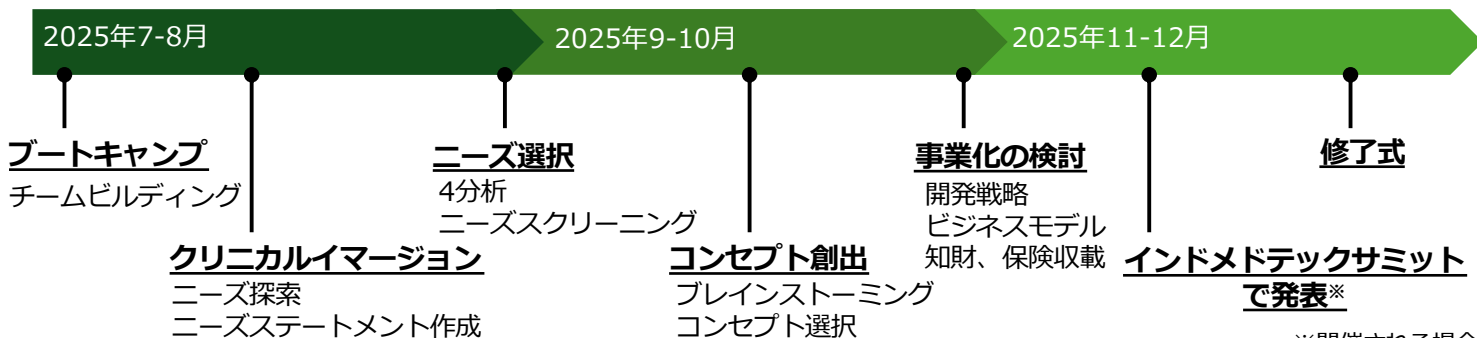 2025年7-8月
2025年9-10月
2025年11-12月
ブートキャンプ
チームビルディング
クリニカルイマージョン
ニーズ探索
ニーズステートメント作成
ニーズ選択
4分析
ニーズスクリーニング
コンセプト創出
ブレインストーミング
コンセプト選択
事業化の検討
開発戦略
ビジネスモデル
知財、保険収載
インドメドテックサミット
で発表※
修了式
※開催される場合